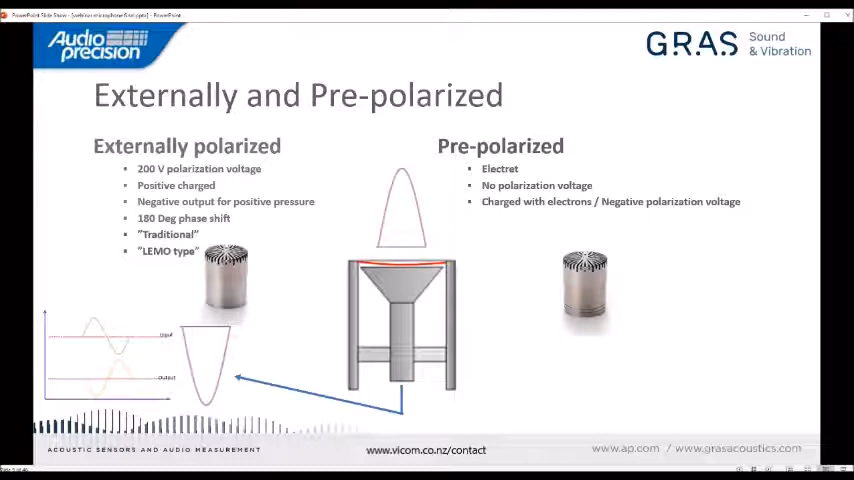 PowerPoint Slide Show - [webinar microphone final.pptx] - PowerPoint
Audio
precision
GRAS Sound
& Vibration
Externally and Pre-polarized
Externally polarized
200 V polarization voltage
Positive charged
Negative output for positive pressure
180 Deg phase shift
"Traditional"
"LEMO type"
Pre-polarized
Electret
No polarization voltage
Charged with electrons / Negative polarization voltage
Input
Output
ACOUSTIC SENSORS AND AUDIO MEASUREMENT
www.vicom.co.nz/contact
www.ap.com / www.grasacoustics.com